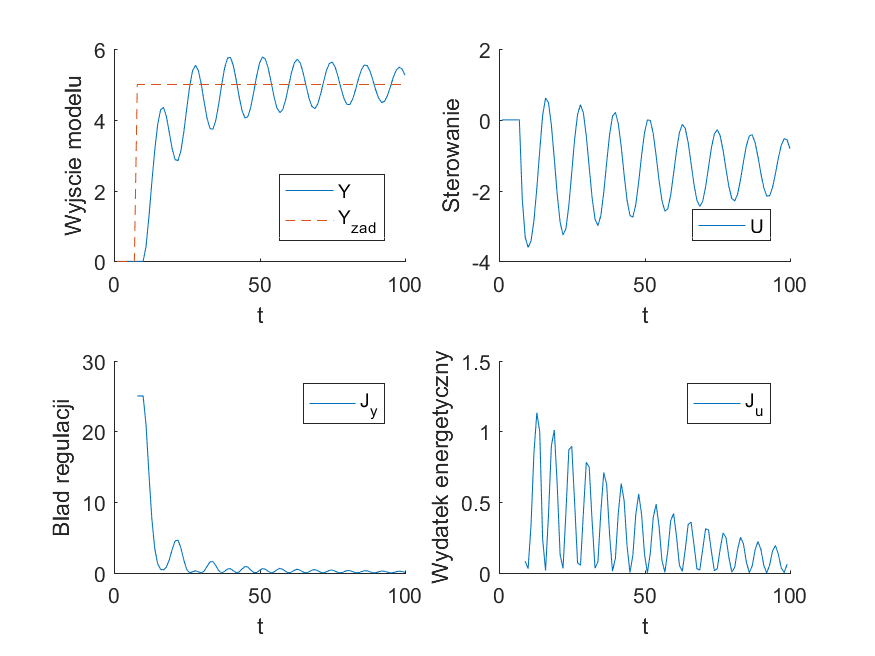 Wyjscie modelu
6
4
2
0
0
50
100
t
Y
Y_zad
Sterowanie
2
0
-2
-4
0
50
100
t
U
Blad regulacji
30
20
10
0
0
50
100
t
J_y
Wydatek energetyczny
1.5
1
0.5
0
0
50
100
t
J_u